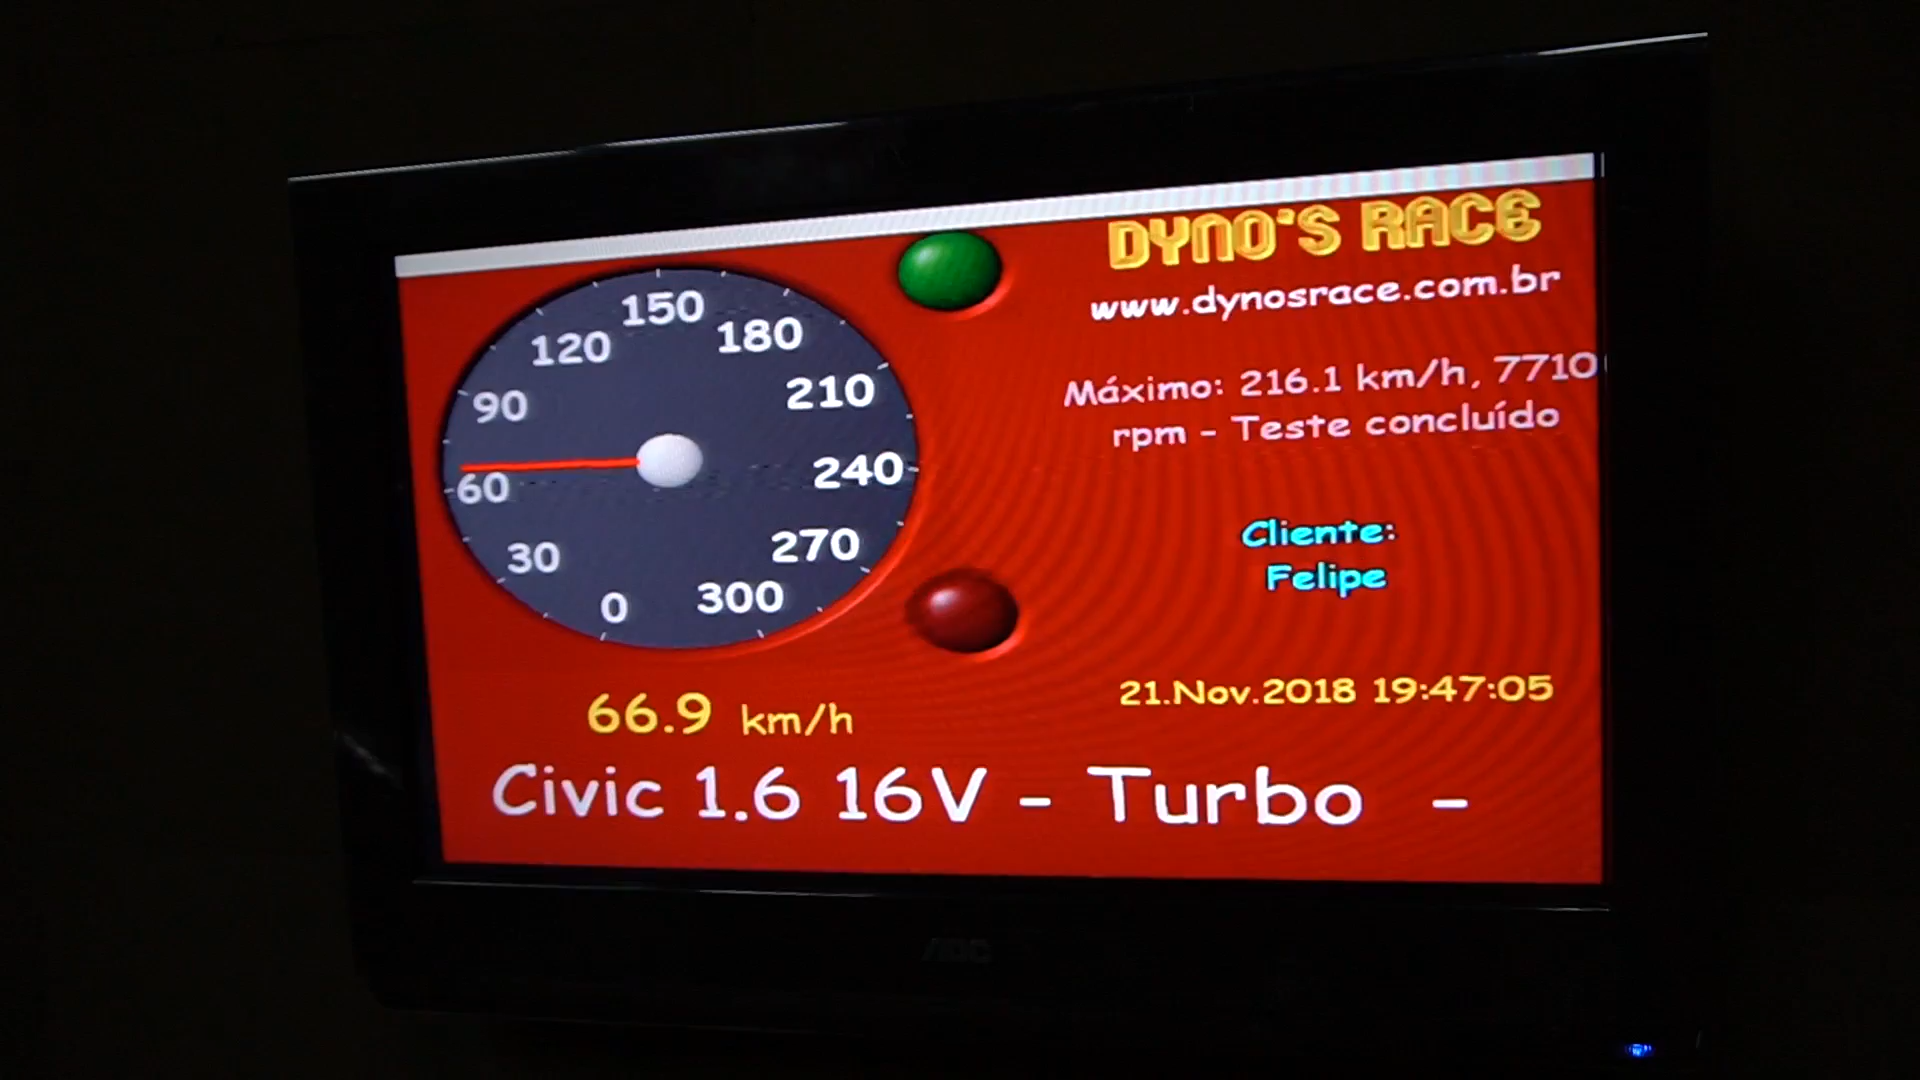 DYNO'S RACE
www.dynosrace.com.br
Máximo: 216.1 km/h, 7710
rpm - Teste concluído
Cliente:
Felipe
21.Nov.2018 19:47:05
0
30
60
90
120
150
180
210
240
270
300
66.9 km/h
Civic 1.6 16V - Turbo -
AOC